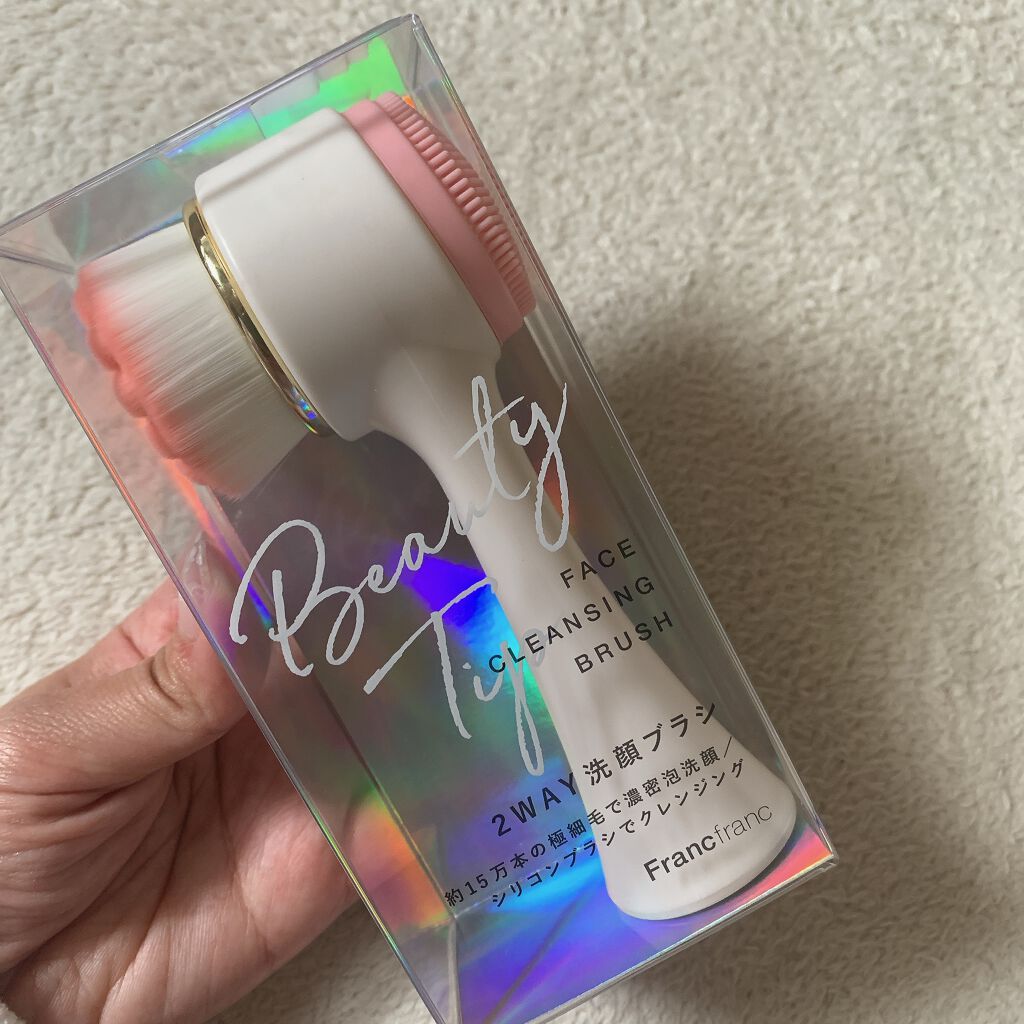 Beauty
Tip
FACE
CLEANSING
BRUSH
2WAY洗顔ブラシ
約15万本の極細毛で濃密泡洗顔／
シリコンブラシでクレンジング
Francfranc